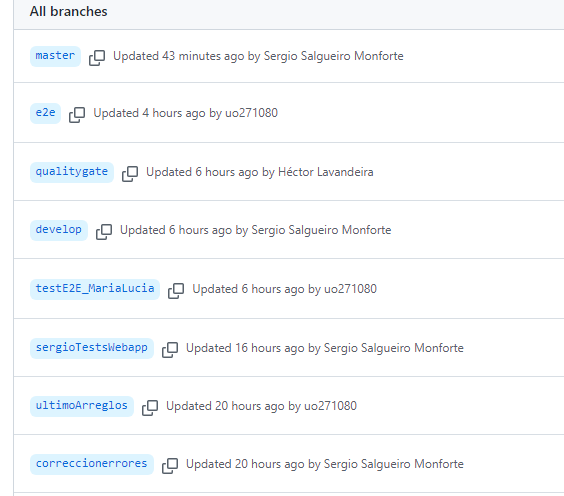 All branches
master Updated 43 minutes ago by Sergio Salgueiro Monforte
e2e Updated 4 hours ago by uo271080
qualitygate Updated 6 hours ago by Héctor Lavandeira
develop Updated 6 hours ago by Sergio Salgueiro Monforte
testE2E_MariaLucia Updated 6 hours ago by uo271080
sergioTestsWebapp Updated 16 hours ago by Sergio Salgueiro Monforte
ultimoArreglos Updated 20 hours ago by uo271080
correccionerrores Updated 20 hours ago by Sergio Salgueiro Monforte